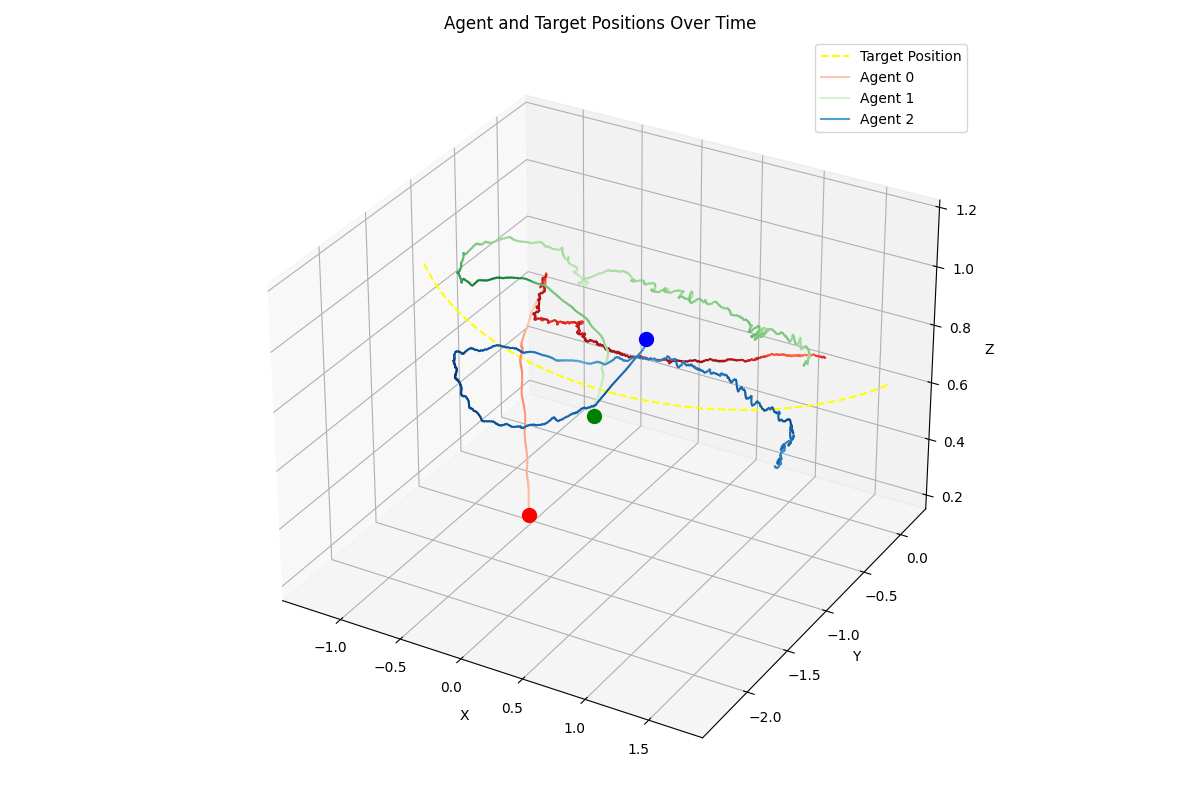 Agent and Target Positions Over Time
Target Position
Agent 0
Agent 1
Agent 2
1.2
1.0
0.8
0.6
0.4
0.2
Z
0.0
−0.5
−1.0
−1.5
−2.0
Y
−1.0
−0.5
0.0
0.5
1.0
1.5
X